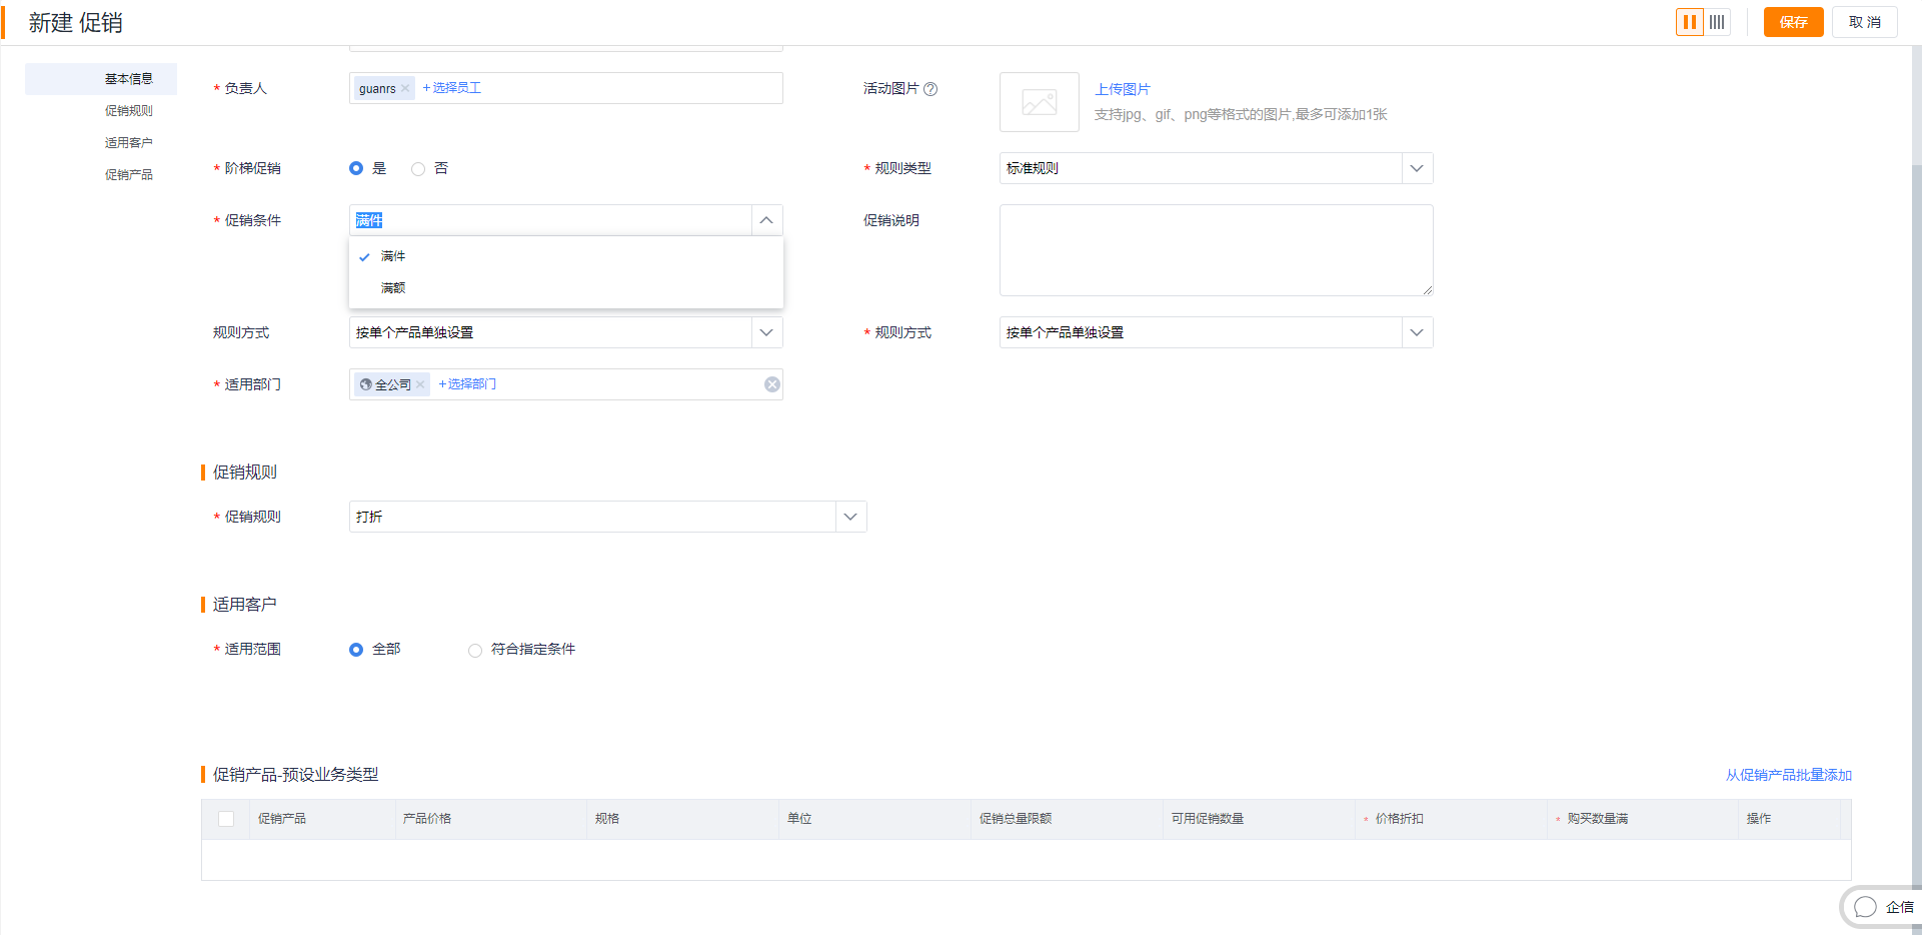 新建 促销
保存
取 消
基本信息
促销规则
适用客户
促销产品
* 负责人
guanrs × +选择员工
活动图片 ?
上传图片
支持jpg、gif、png等格式的图片,最多可添加1张
* 阶梯促销
是
否
* 规则类型
标准规则
* 促销条件
满件
满件
满额
促销说明
规则方式
按单个产品单独设置
* 规则方式
按单个产品单独设置
* 适用部门
全公司 × +选择部门
促销规则
* 促销规则
打折
适用客户
* 适用范围
全部
符合指定条件
促销产品-预设业务类型
从促销产品批量添加
促销产品
产品价格
规格
单位
促销总量限额
可用促销数量
* 价格折扣
* 购买数量满
操作
企信